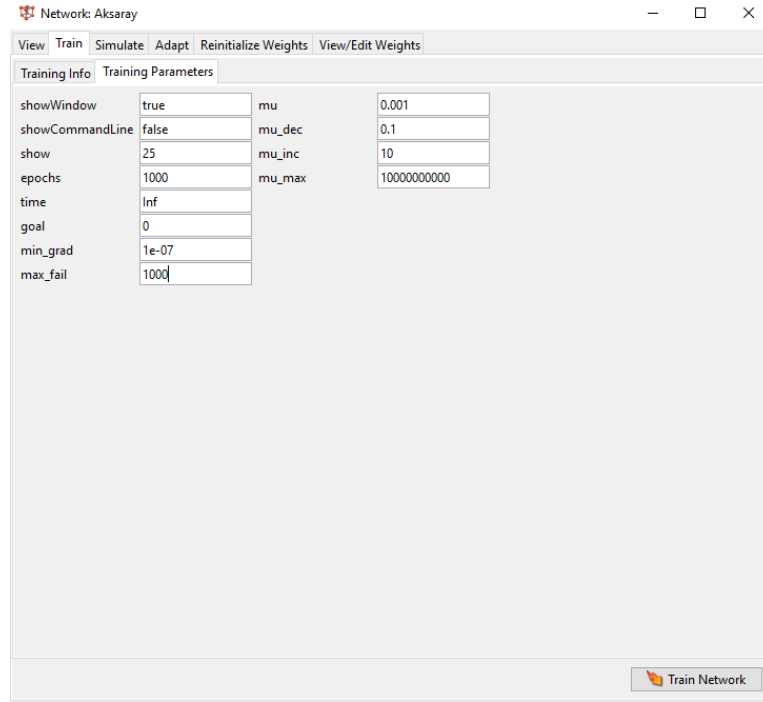 Network: Aksaray
View Train Simulate Adapt Reinitialize Weights View/Edit Weights
Training Info Training Parameters
showWindow true mu 0.001
showCommandLine false mu_dec 0.1
show 25 mu_inc 10
epochs 1000 mu_max 10000000000
time Inf
goal 0
min_grad 1e-07
max_fail 1000
Train Network